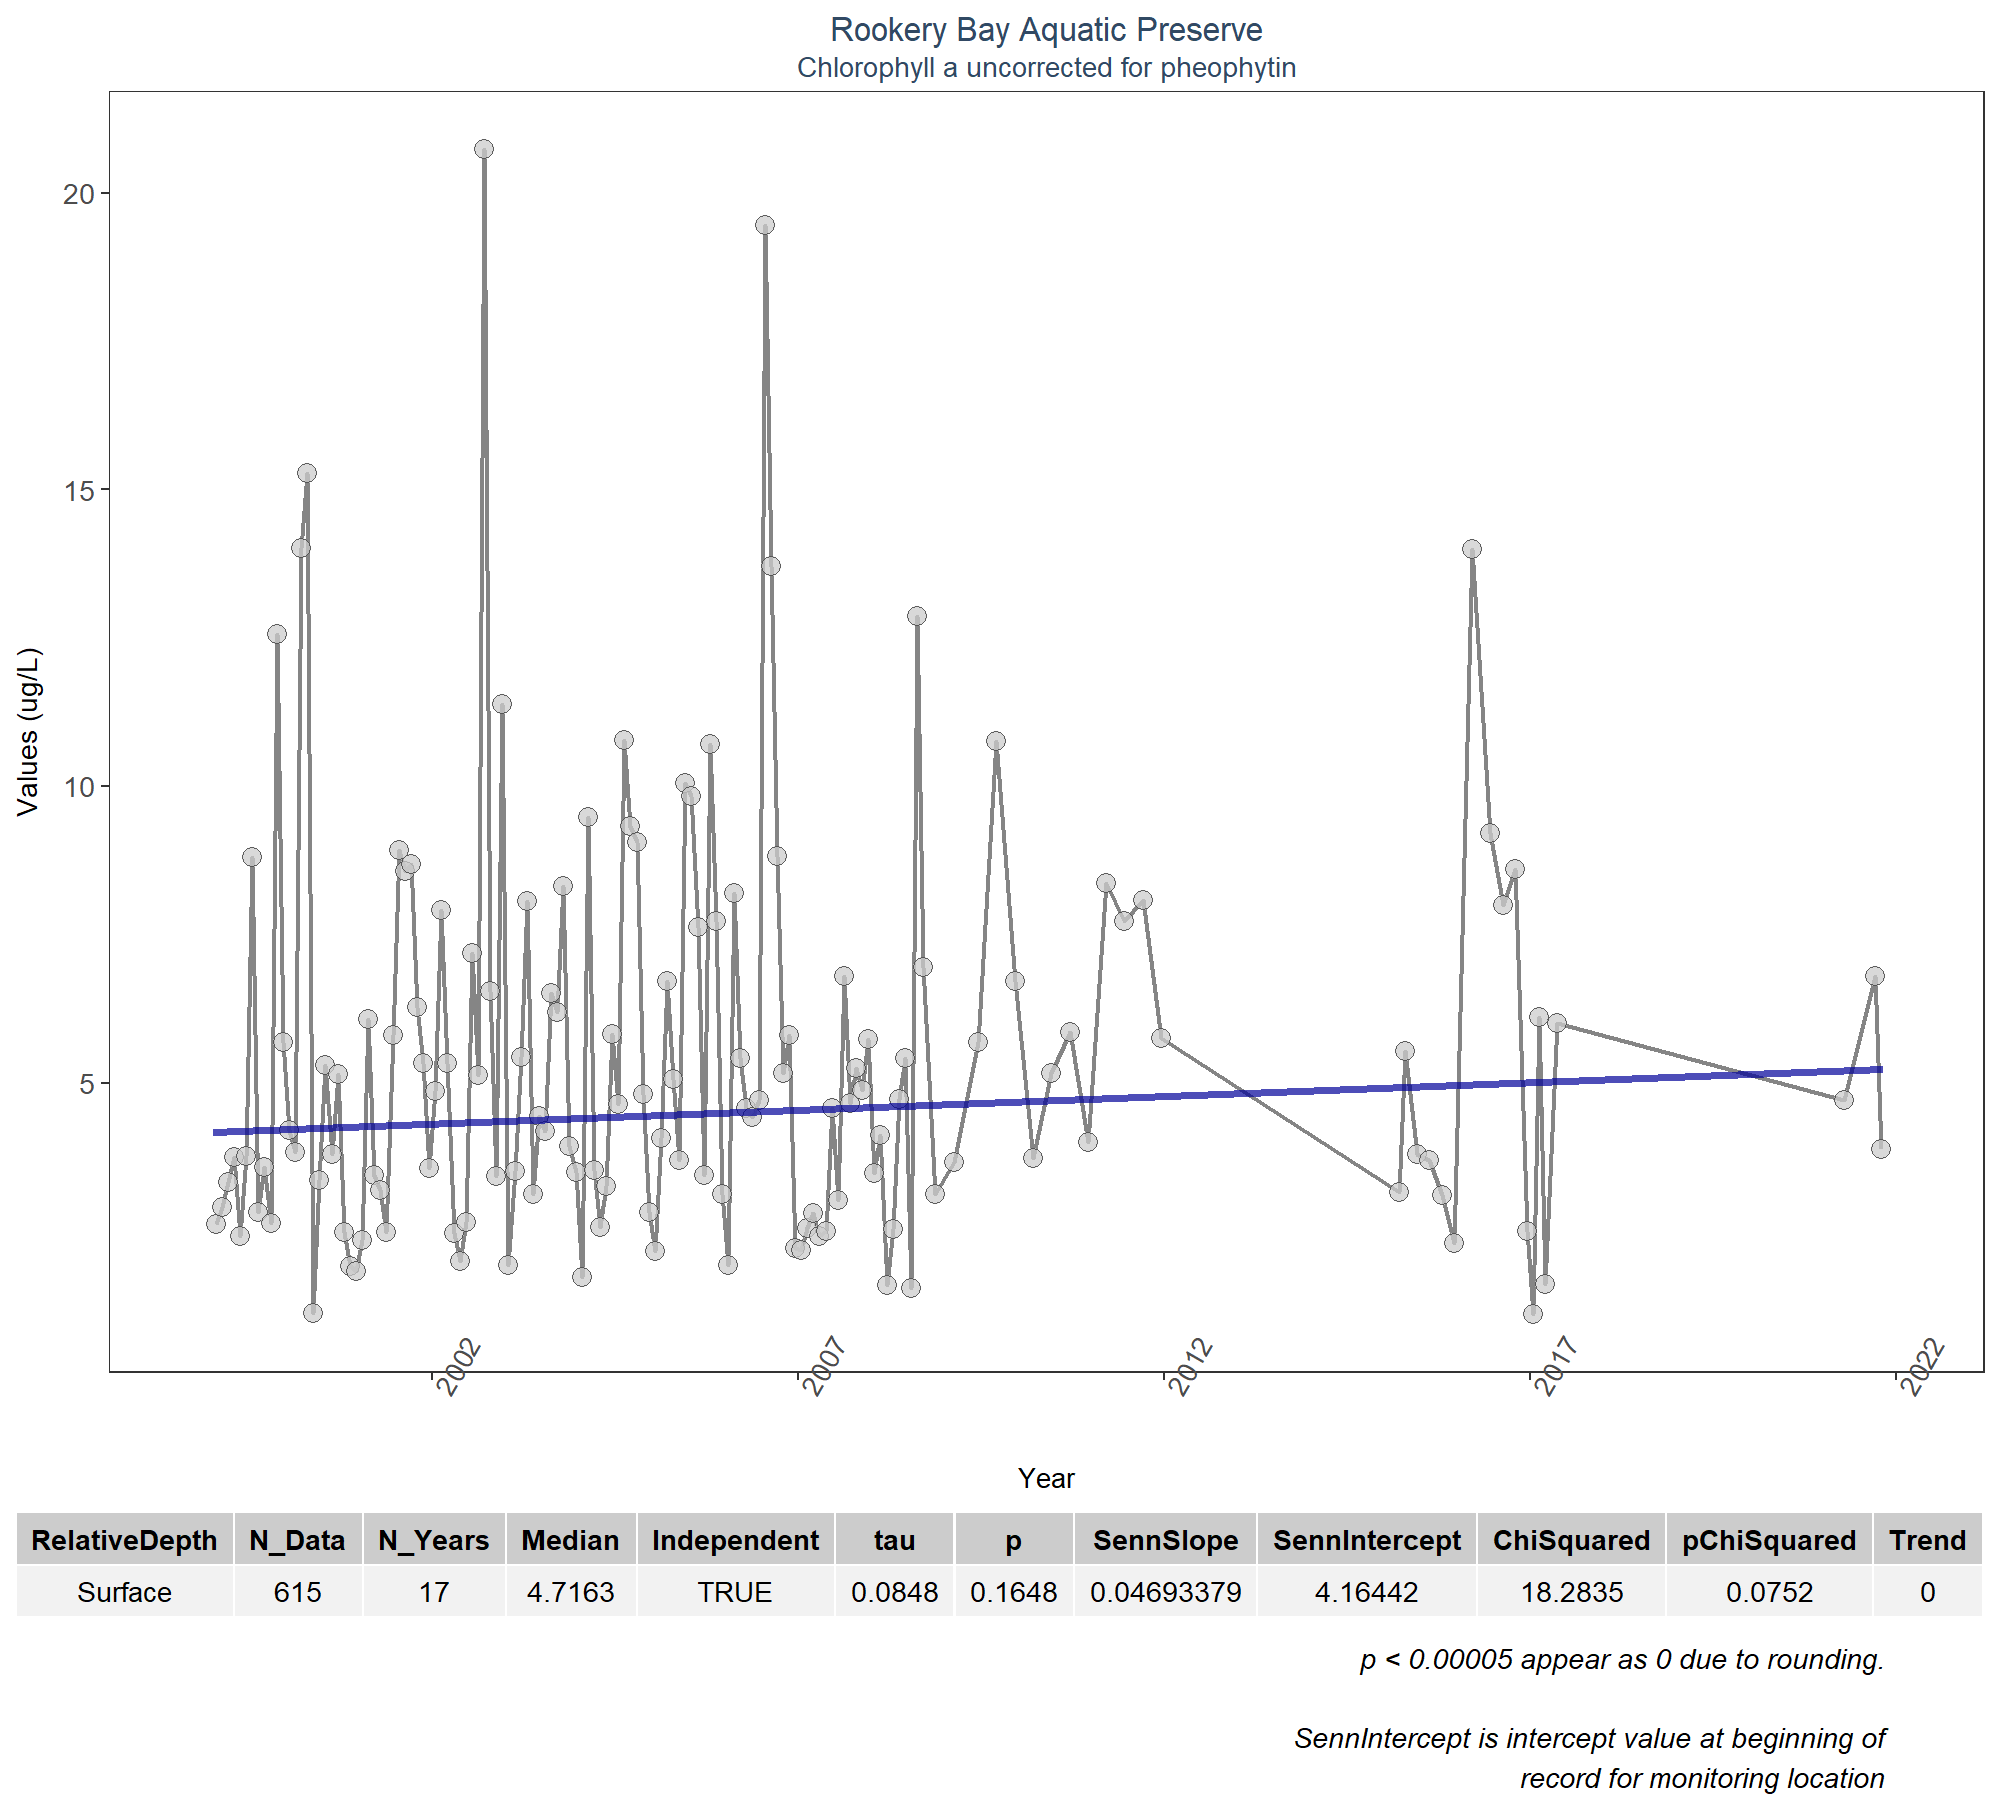 Rookery Bay Aquatic Preserve
Chlorophyll a uncorrected for pheophytin
Values (ug/L)
20
15
10
5
2002 2007 2012 2017 2022
Year
RelativeDepth N_Data N_Years Median Independent tau p SennSlope SennIntercept ChiSquared pChiSquared Trend
Surface 615 17 4.7163 TRUE 0.0848 0.1648 0.04693379 4.16442 18.2835 0.0752 0
p < 0.00005 appear as 0 due to rounding.
SennIntercept is intercept value at beginning of
record for monitoring location